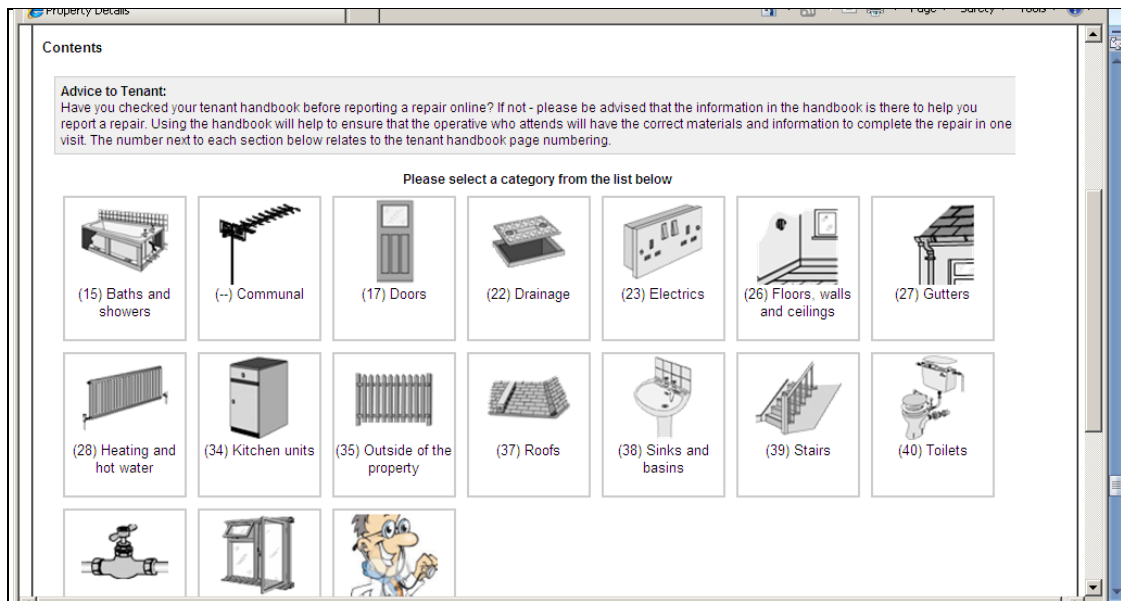 Property Details
Page
Safety
Tools
Contents
Advice to Tenant:
Have you checked your tenant handbook before reporting a repair online? If not - please be advised that the information in the handbook is there to help you
report a repair. Using the handbook will help to ensure that the operative who attends will have the correct materials and information to complete the repair in one
visit. The number next to each section below relates to the tenant handbook page numbering.
Please select a category from the list below
(15) Baths and
showers
(--) Communal
(17) Doors
(22) Drainage
(23) Electrics
(26) Floors, walls
and ceilings
(27) Gutters
(28) Heating and
hot water
(34) Kitchen units
(35) Outside of the
property
(37) Roofs
(38) Sinks and
basins
(39) Stairs
(40) Toilets